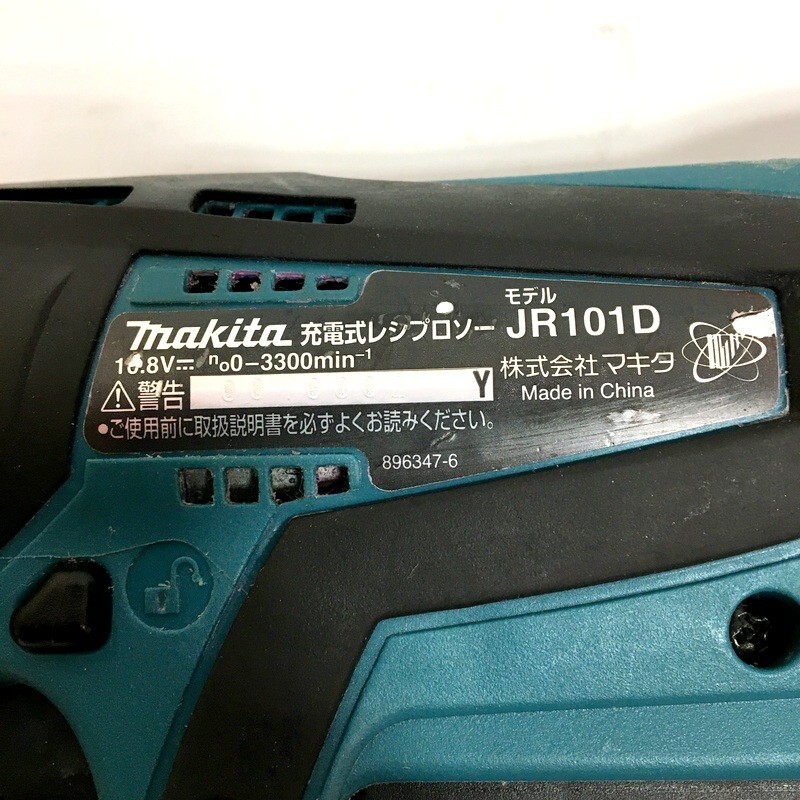 makita 充電式レシプロソー モデル JR101D
10.8V⎓ n₀0-3300min⁻¹
株式会社マキタ
警告 Y
Made in China
●ご使用前に取扱説明書を必ずよくお読みください。
896347-6